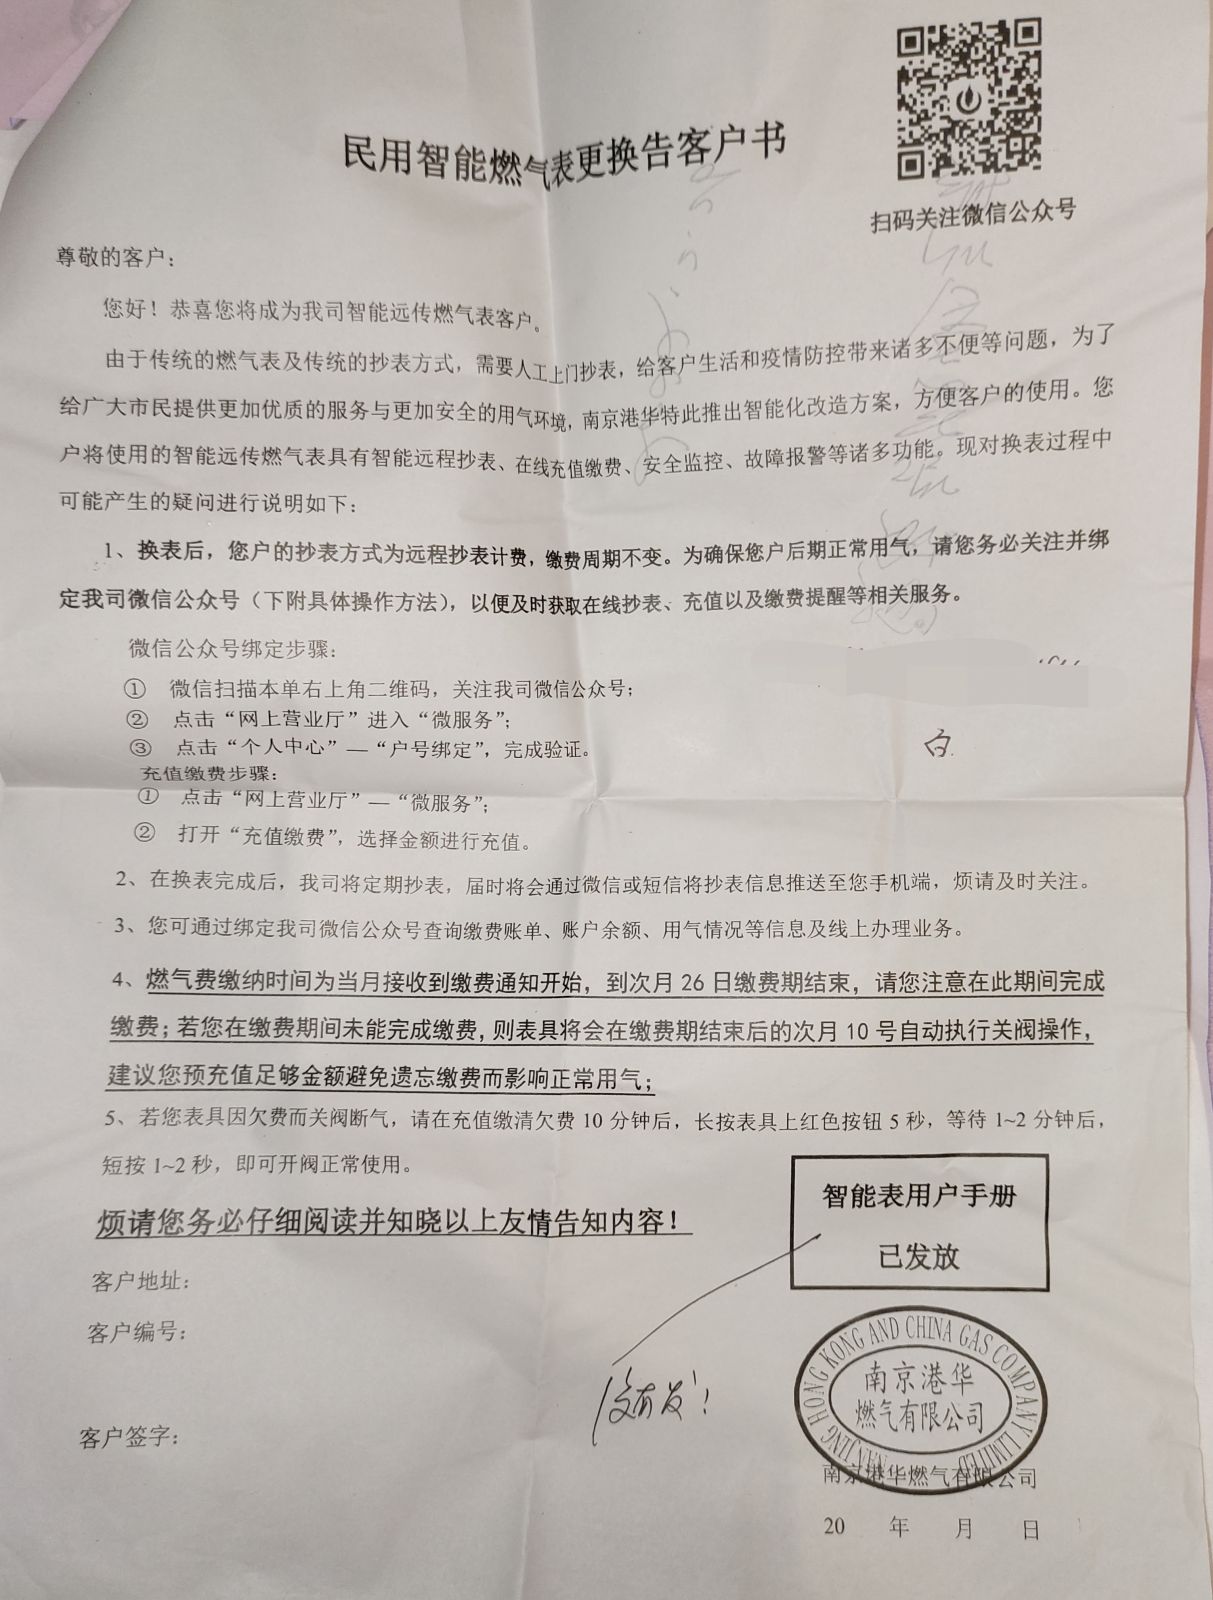 民用智能燃气表更换告客户书
扫码关注微信公众号
尊敬的客户：
您好！恭喜您将成为我司智能远传燃气表客户。
由于传统的燃气表及传统的抄表方式，需要人工上门抄表，给客户生活和疫情防控带来诸多不便等问题，为了
给广大市民提供更加优质的服务与更加安全的用气环境，南京港华特此推出智能化改造方案，方便客户的使用。您
户将使用的智能远传燃气表具有智能远程抄表、在线充值缴费、安全监控、故障报警等诸多功能。现对换表过程中
可能产生的疑问进行说明如下：
1、换表后，您户的抄表方式为远程抄表计费，缴费周期不变。为确保您户后期正常用气，请您务必关注并绑
定我司微信公众号（下附具体操作方法），以便及时获取在线抄表、充值以及缴费提醒等相关服务。
微信公众号绑定步骤：
① 微信扫描本单右上角二维码，关注我司微信公众号；
② 点击“网上营业厅”进入“微服务”；
③ 点击“个人中心”—“户号绑定”，完成验证。
充值缴费步骤：
① 点击“网上营业厅”—“微服务”；
② 打开“充值缴费”，选择金额进行充值。
2、在换表完成后，我司将定期抄表，届时将会通过微信或短信将抄表信息推送至您手机端，烦请及时关注。
3、您可通过绑定我司微信公众号查询缴费账单、账户余额、用气情况等信息及线上办理业务。
4、燃气费缴纳时间为当月接收到缴费通知开始，到次月 26 日缴费期结束，请您注意在此期间完成
缴费；若您在缴费期间未能完成缴费，则表具将会在缴费期结束后的次月 10 号自动执行关阀操作，
建议您预充值足够金额避免遗忘缴费而影响正常用气；
5、若您表具因欠费而关阀断气，请在充值缴清欠费 10 分钟后，长按表具上红色按钮 5 秒，等待 1~2 分钟后，
短按 1~2 秒，即可开阀正常使用。
智能表用户手册
已发放
烦请您务必仔细阅读并知晓以上友情告知内容！
客户地址：
客户编号：
没有发！
NANJING HONG KONG AND CHINA GAS COMPANY LIMITED
南京港华
燃气有限公司
客户签字：
南京港华燃气有限公司
20 年 月 日